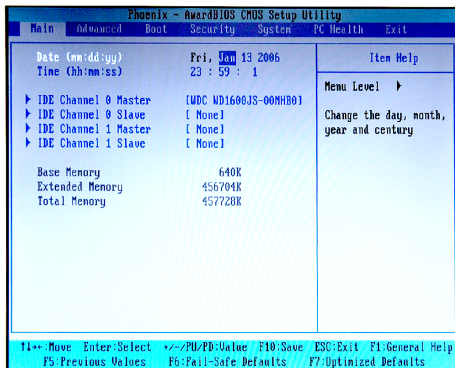 Phoenix - AwardBIOS CMOS Setup Utility
Main Advanced Boot Security System PC Health Exit
Date (mm:dd:yy) Fri, Jan 13 2006 Item Help
Time (hh:mm:ss) 23 : 59 : 1
Menu Level ▶
▶ IDE Channel 0 Master [WDC WD1600JS-00MHB0]
▶ IDE Channel 0 Slave [ None] Change the day, month,
▶ IDE Channel 1 Master [ None] year and century
▶ IDE Channel 1 Slave [ None]
Base Memory 640K
Extended Memory 456704K
Total Memory 457728K
↑↓→←:Move Enter:Select +/-/PU/PD:Value F10:Save ESC:Exit F1:General Help
F5:Previous Values F6:Fail-Safe Defaults F7:Optimized Defaults